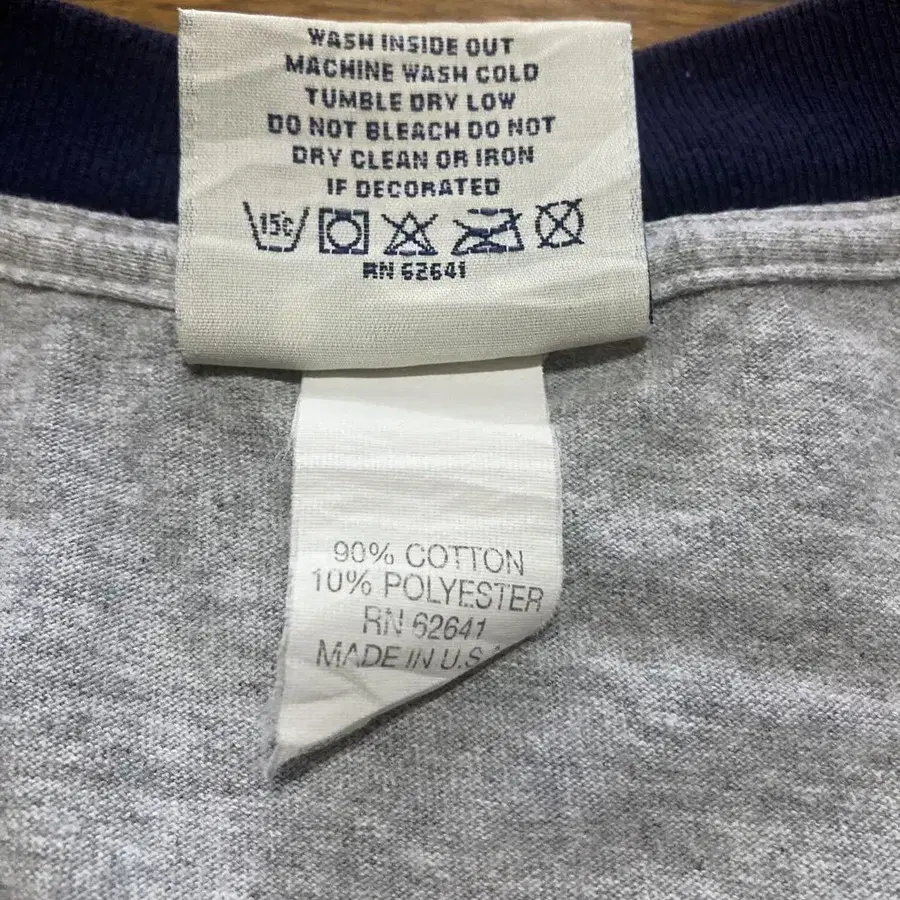 WASH INSIDE OUT
MACHINE WASH COLD
TUMBLE DRY LOW
DO NOT BLEACH DO NOT
DRY CLEAN OR IRON
IF DECORATED
15°C
RN 62641
90% COTTON
10% POLYESTER
RN 62641
MADE IN U.S.